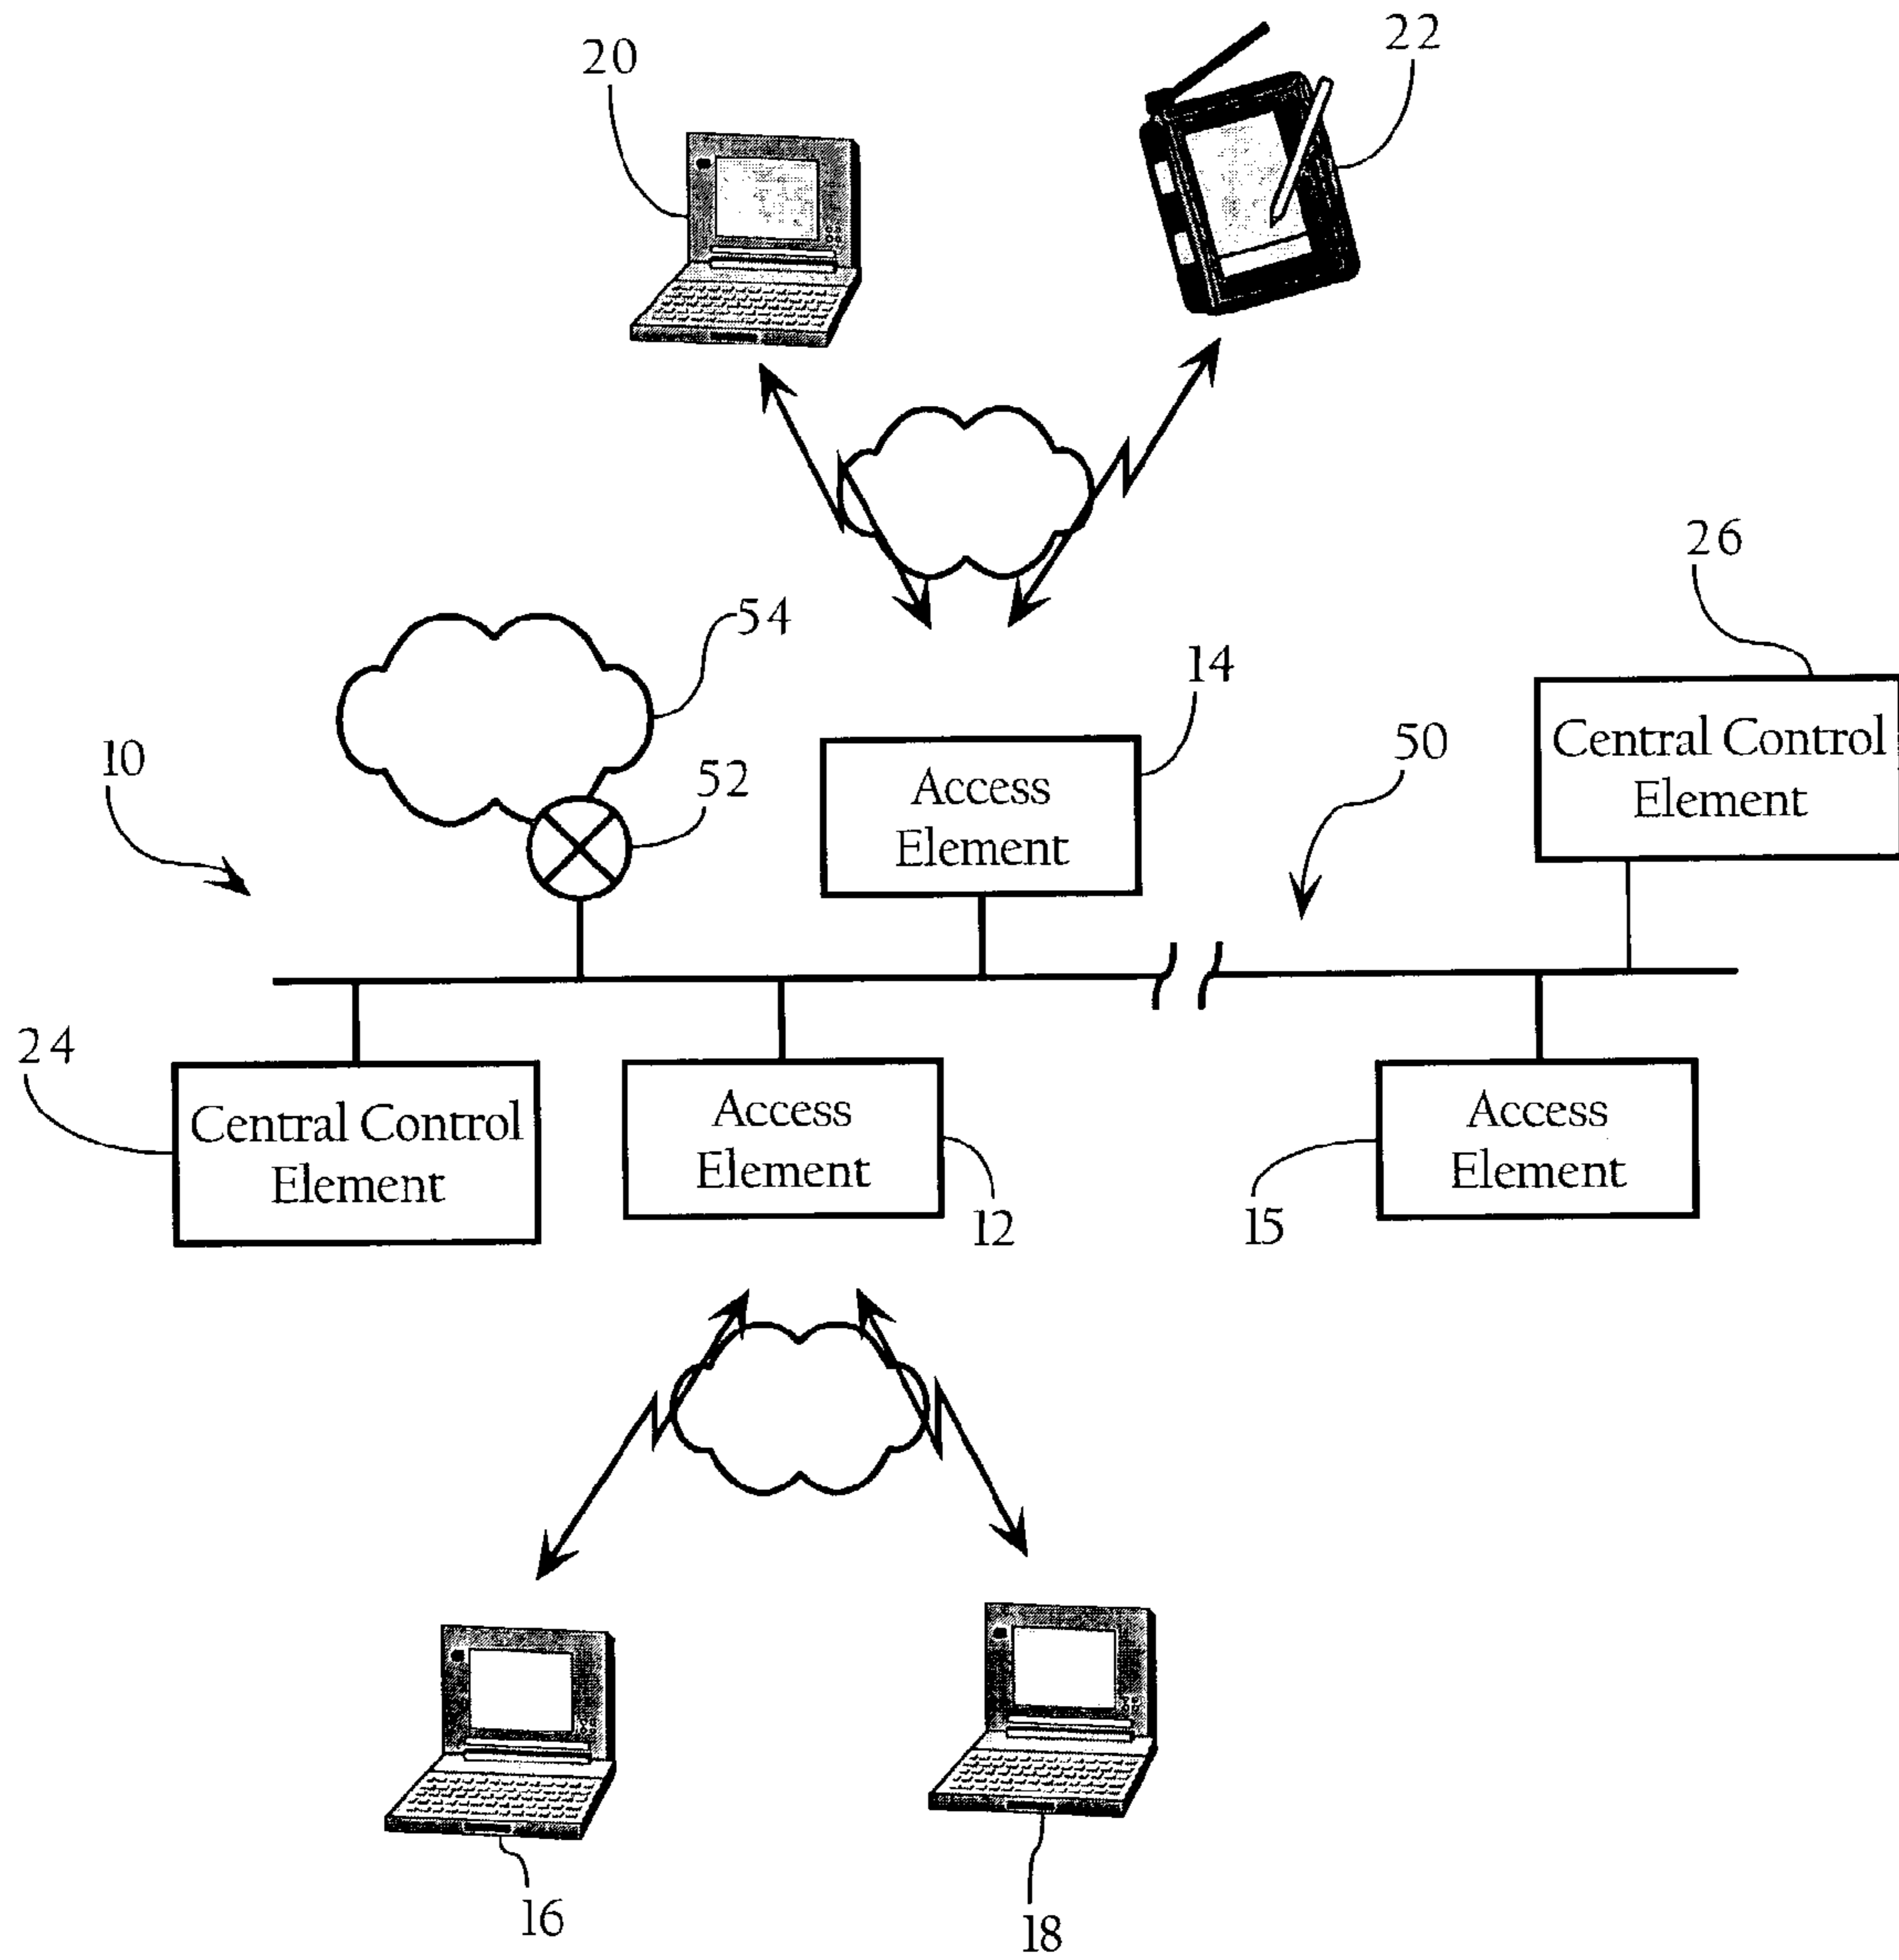 20
22
26
54
14
Central Control
Element
10
52
Access
Element
50
24
Central Control
Element
Access
Element
12
Access
Element
15
16
18